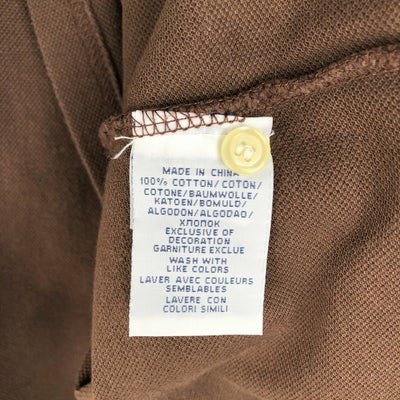 MADE IN CHINA
100% COTTON/COTON/
COTONE/BAUMWOLLE/
KATOEN/BOMULD/
ALGODON/ALGODAO/
ХЛОПОК
EXCLUSIVE OF
DECORATION
GARNITURE EXCLUE
WASH WITH
LIKE COLORS
LAVER AVEC COULEURS
SEMBLABLES
LAVERE CON
COLORI SIMILI